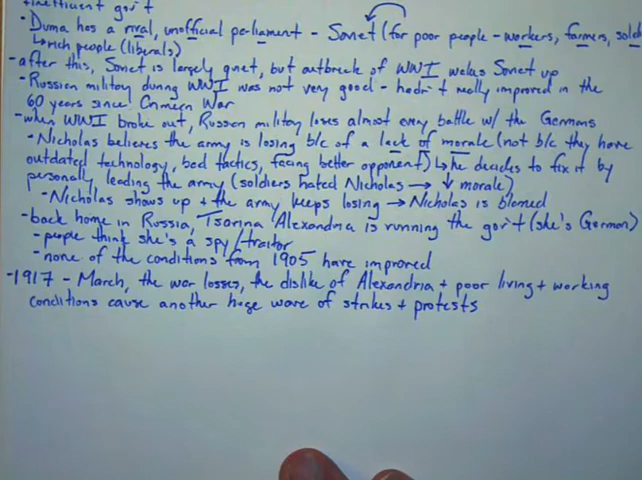 +inefficient gov't
- Duma has a rival, unofficial parliament - Soviet (for poor people - workers, farmers, sold
↳ rich people (liberals)
- after this, Soviet is largely quiet, but outbreak of WWI wakes Soviet up
- Russian military during WWI was not very good - hadn't really improved in the
60 years since Crimean War
- when WWI broke out, Russian military loses almost every battle w/ the Germans
- Nicholas believes the army is losing b/c of a lack of morale (not b/c they have
outdated technology, bad tactics, facing better opponent) ↳ he decides to fix it by
personally leading the army (soldiers hated Nicholas → ↓ morale)
- Nicholas shows up + the army keeps losing → Nicholas is blamed
- back home in Russia, Tsarina Alexandria is running the gov't (she's German)
- people think she's a spy/traitor
- none of the conditions from 1905 have improved
- 1917 - March, the war losses, the dislike of Alexandria + poor living + working
conditions cause another huge wave of strikes + protests